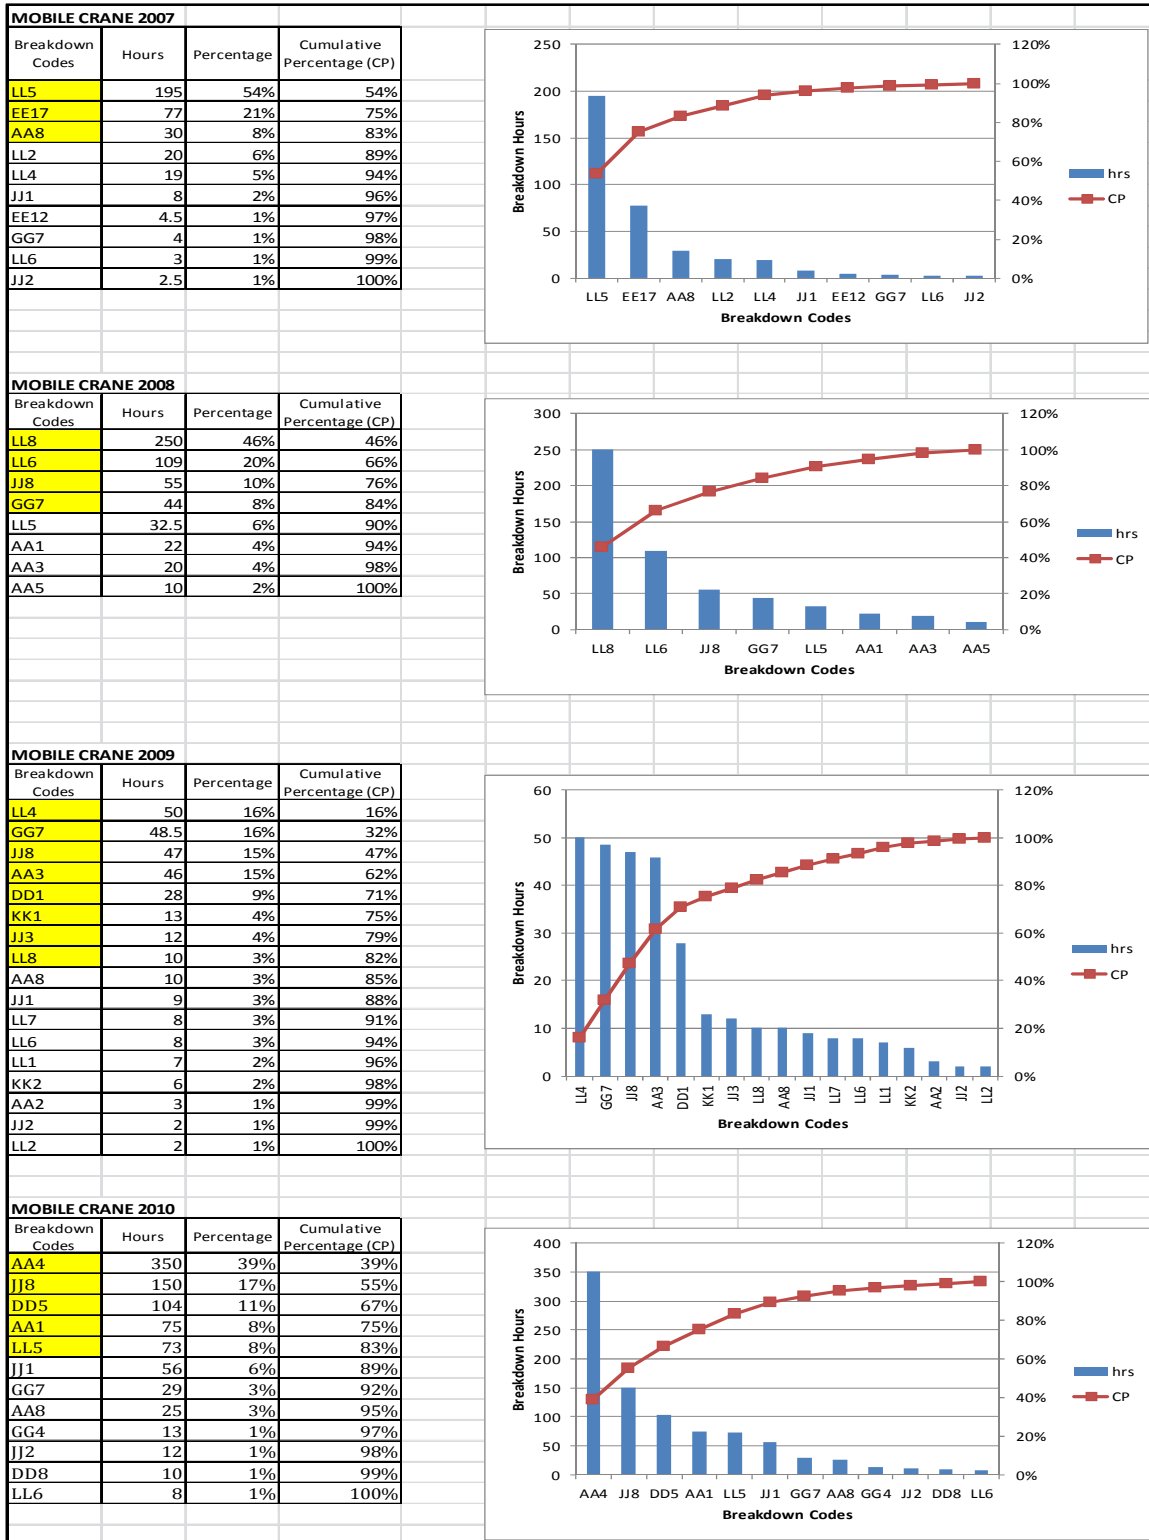 MOBILE CRANE 2007
Breakdown Codes Hours Percentage Cumulative Percentage (CP)
LL5 195 54% 54%
EE17 77 21% 75%
AA8 30 8% 83%
LL2 20 6% 89%
LL4 19 5% 94%
JJ1 8 2% 96%
EE12 4.5 1% 97%
GG7 4 1% 98%
LL6 3 1% 99%
JJ2 2.5 1% 100%
Breakdown Hours
250
200
150
100
50
0
120%
100%
80%
60%
40%
20%
0%
hrs
CP
LL5 EE17 AA8 LL2 LL4 JJ1 EE12 GG7 LL6 JJ2
Breakdown Codes
MOBILE CRANE 2008
Breakdown Codes Hours Percentage Cumulative Percentage (CP)
LL8 250 46% 46%
LL6 109 20% 66%
JJ8 55 10% 76%
GG7 44 8% 84%
LL5 32.5 6% 90%
AA1 22 4% 94%
AA3 20 4% 98%
AA5 10 2% 100%
Breakdown Hours
300
250
200
150
100
50
0
120%
100%
80%
60%
40%
20%
0%
hrs
CP
LL8 LL6 JJ8 GG7 LL5 AA1 AA3 AA5
Breakdown Codes
MOBILE CRANE 2009
Breakdown Codes Hours Percentage Cumulative Percentage (CP)
LL4 50 16% 16%
GG7 48.5 16% 32%
JJ8 47 15% 47%
AA3 46 15% 62%
DD1 28 9% 71%
KK1 13 4% 75%
JJ3 12 4% 79%
LL8 10 3% 82%
AA8 10 3% 85%
JJ1 9 3% 88%
LL7 8 3% 91%
LL6 8 3% 94%
LL1 7 2% 96%
KK2 6 2% 98%
AA2 3 1% 99%
JJ2 2 1% 99%
LL2 2 1% 100%
Breakdown Hours
60
50
40
30
20
10
0
120%
100%
80%
60%
40%
20%
0%
hrs
CP
LL4 GG7 JJ8 AA3 DD1 KK1 JJ3 LL8 AA8 JJ1 LL7 LL6 LL1 KK2 AA2 JJ2 LL2
Breakdown Codes
MOBILE CRANE 2010
Breakdown Codes Hours Percentage Cumulative Percentage (CP)
AA4 350 39% 39%
JJ8 150 17% 55%
DD5 104 11% 67%
AA1 75 8% 75%
LL5 73 8% 83%
JJ1 56 6% 89%
GG7 29 3% 92%
AA8 25 3% 95%
GG4 13 1% 97%
JJ2 12 1% 98%
DD8 10 1% 99%
LL6 8 1% 100%
Breakdown Hours
400
350
300
250
200
150
100
50
0
120%
100%
80%
60%
40%
20%
0%
hrs
CP
AA4 JJ8 DD5 AA1 LL5 JJ1 GG7 AA8 GG4 JJ2 DD8 LL6
Breakdown Codes